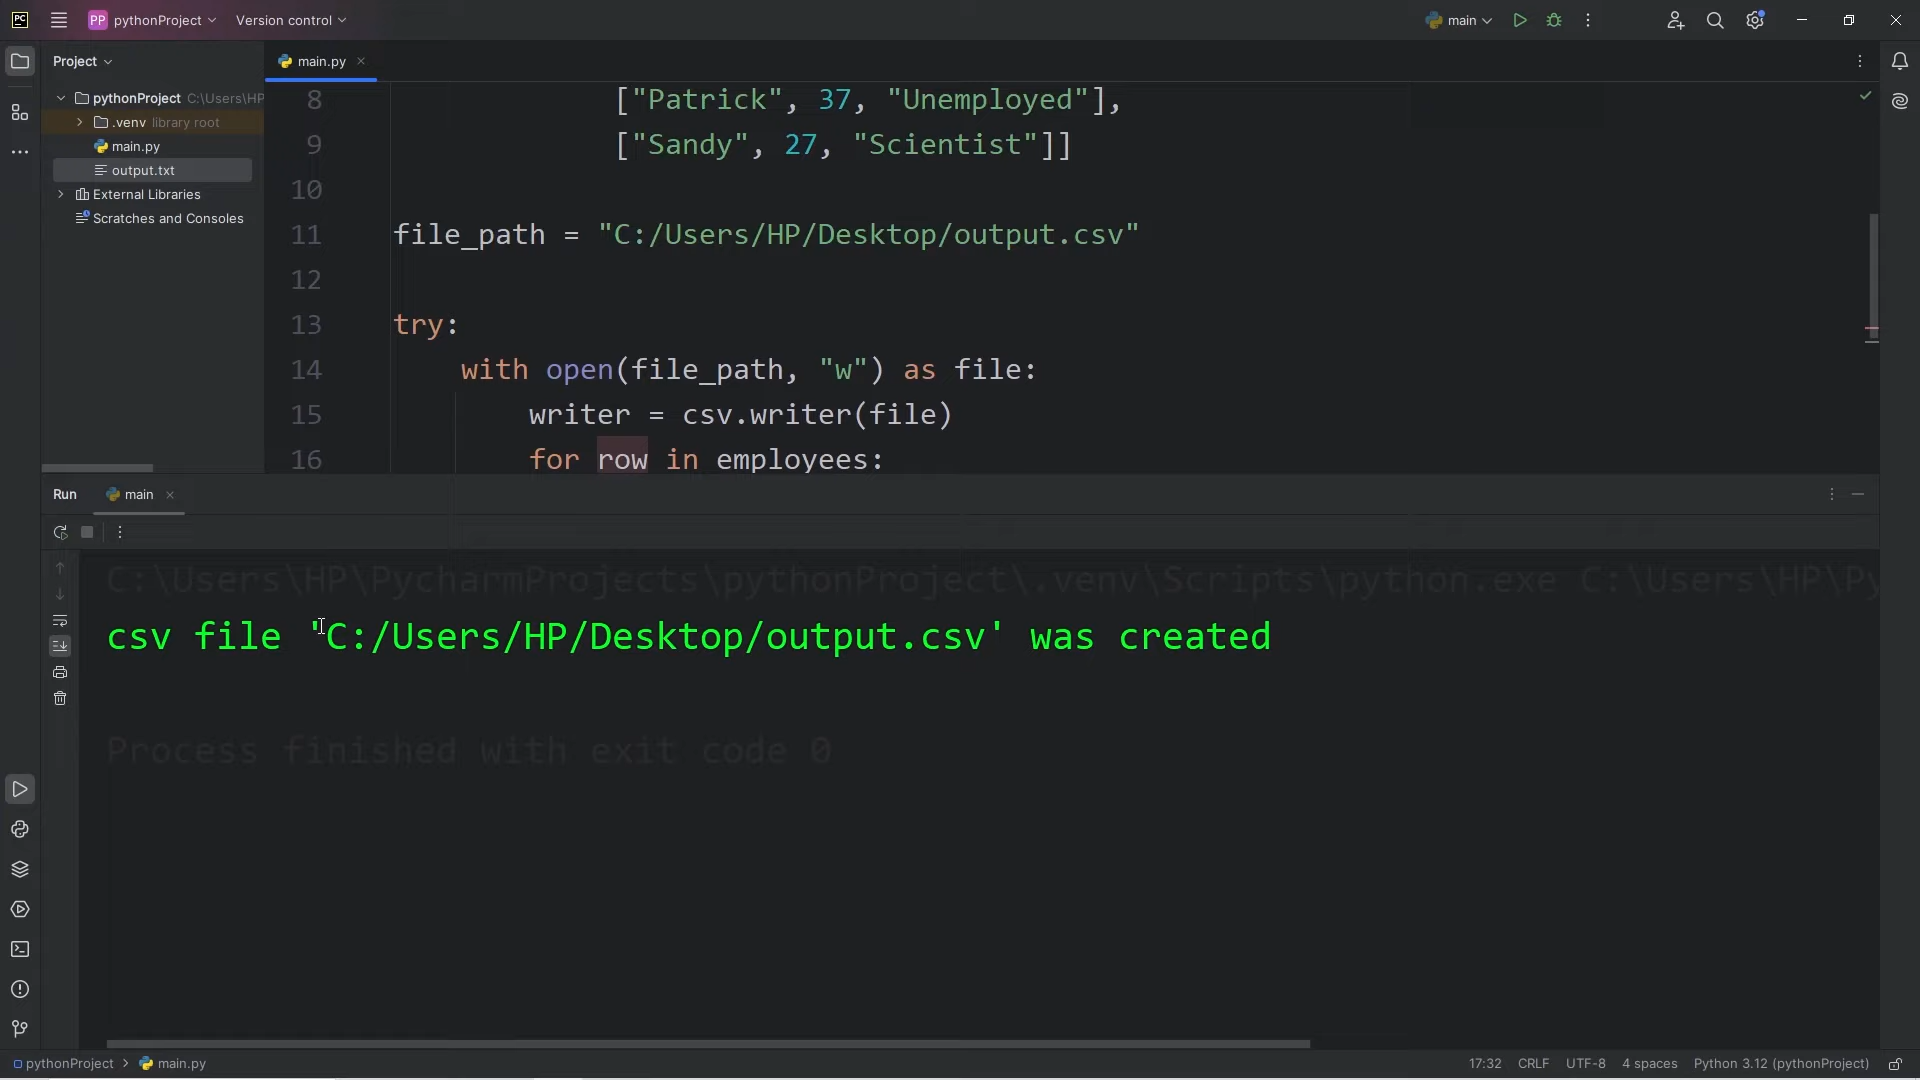 PC
PP pythonProject Version control main
Project main.py
pythonProject C:\Users\HP
.venv library root
main.py
output.txt
External Libraries
Scratches and Consoles
8 ["Patrick", 37, "Unemployed"],
9 ["Sandy", 27, "Scientist"]]
10
11 file_path = "C:/Users/HP/Desktop/output.csv"
12
13 try:
14 with open(file_path, "w") as file:
15 writer = csv.writer(file)
16 for row in employees:
Run main
C:\Users\HP\PycharmProjects\pythonProject\.venv\Scripts\python.exe C:\Users\HP\Py
csv file 'C:/Users/HP/Desktop/output.csv' was created
Process finished with exit code 0
pythonProject > main.py 17:32 CRLF UTF-8 4 spaces Python 3.12 (pythonProject)